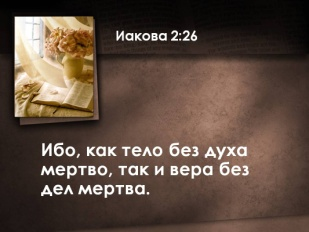 Иакова 2:26
Ибо, как тело без духа
мертво, так и вера без
дел мертва.